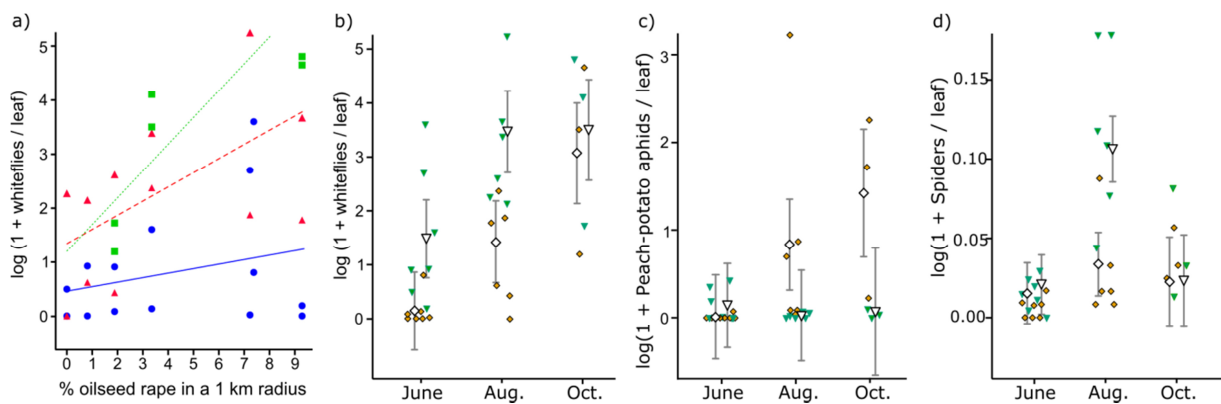 a)
log (1 + whiteflies / leaf)
5
4
3
2
1
0
0 1 2 3 4 5 6 7 8 9
% oilseed rape in a 1 km radius
b)
log (1 + whiteflies / leaf)
5
4
3
2
1
0
June Aug. Oct.
c)
log(1 + Peach-potato aphids / leaf)
3
2
1
0
June Aug. Oct.
d)
log(1 + Spiders / leaf)
0.15
0.10
0.05
0.00
June Aug. Oct.